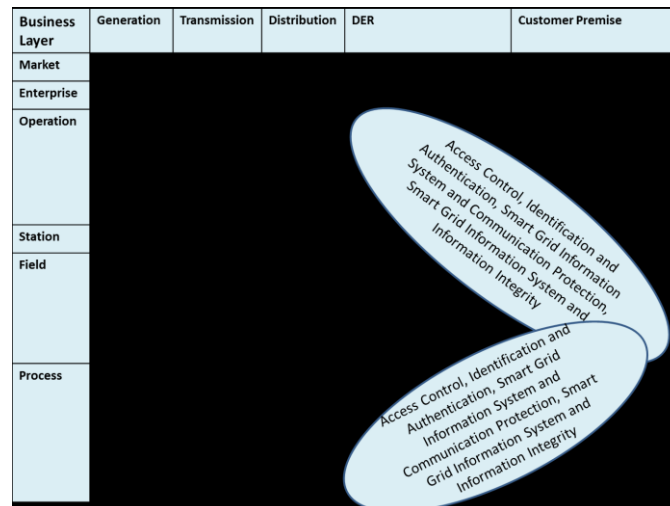 Business Layer
Generation
Transmission
Distribution
DER
Customer Premise
Market
Enterprise
Operation
Station
Field
Process
Access Control, Identification and
Authentication, Smart Grid Information
System and Communication Protection,
Smart Grid Information System and
Information Integrity
Access Control, Identification and
Authentication, Smart Grid
Information System and
Communication Protection, Smart
Grid Information System and
Information Integrity